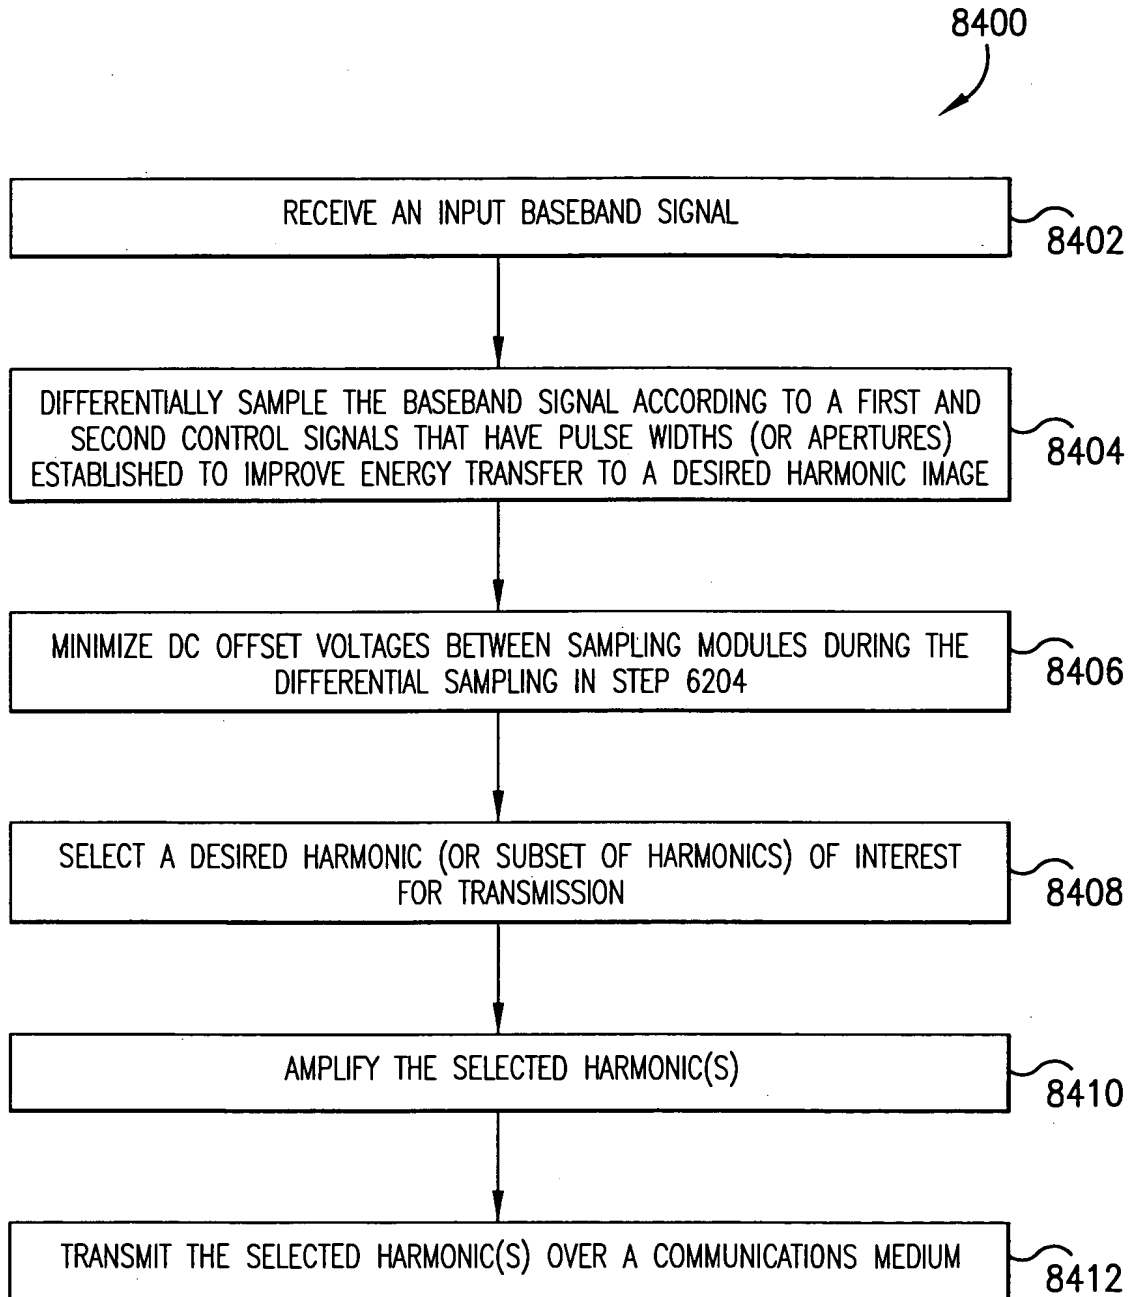 8400
RECEIVE AN INPUT BASEBAND SIGNAL
8402
DIFFERENTIALLY SAMPLE THE BASEBAND SIGNAL ACCORDING TO A FIRST AND
SECOND CONTROL SIGNALS THAT HAVE PULSE WIDTHS (OR APERTURES)
ESTABLISHED TO IMPROVE ENERGY TRANSFER TO A DESIRED HARMONIC IMAGE
8404
MINIMIZE DC OFFSET VOLTAGES BETWEEN SAMPLING MODULES DURING THE
DIFFERENTIAL SAMPLING IN STEP 6204
8406
SELECT A DESIRED HARMONIC (OR SUBSET OF HARMONICS) OF INTEREST
FOR TRANSMISSION
8408
AMPLIFY THE SELECTED HARMONIC(S)
8410
TRANSMIT THE SELECTED HARMONIC(S) OVER A COMMUNICATIONS MEDIUM
8412